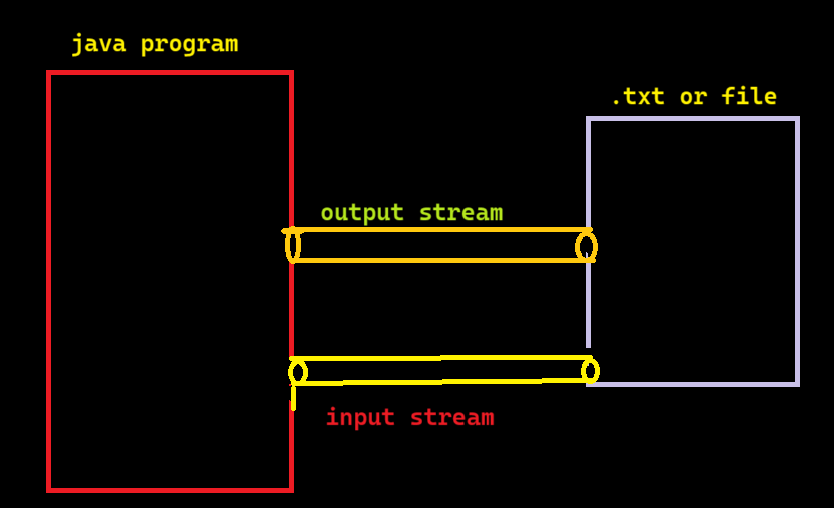 java program
.txt or file
output stream
input stream